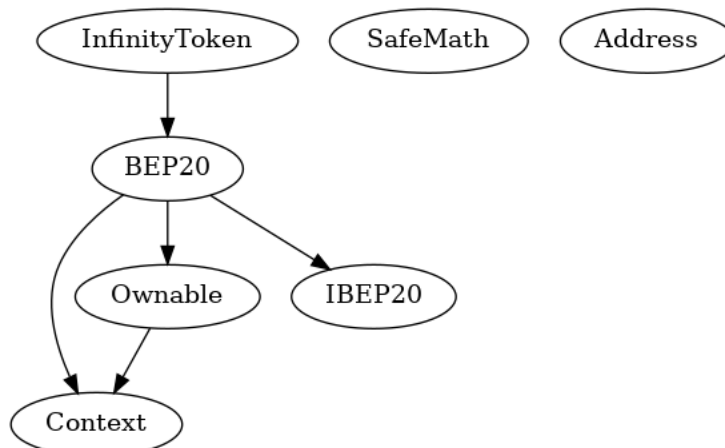 InfinityToken
SafeMath
Address
BEP20
Ownable
IBEP20
Context